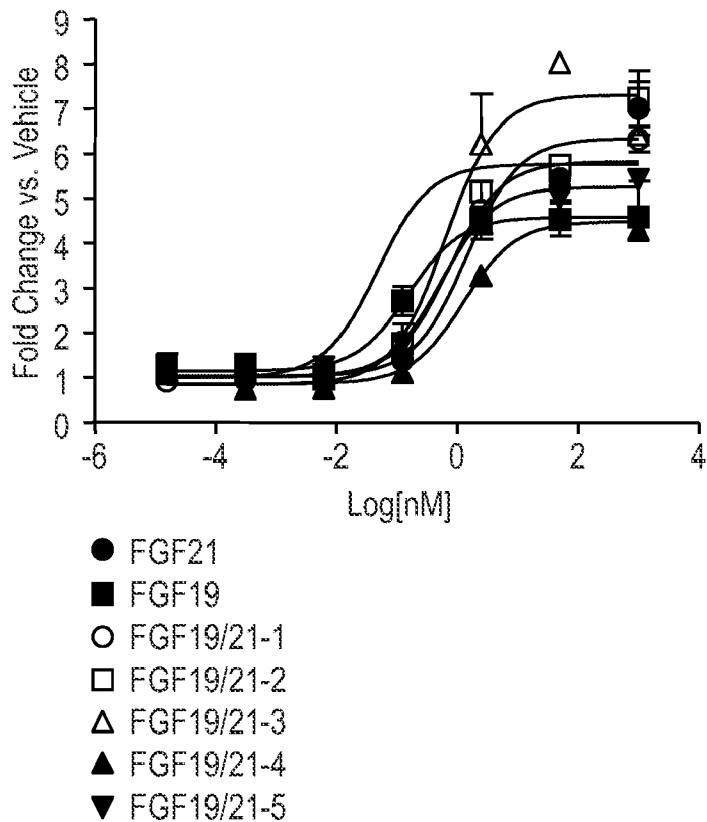 Fold Change vs. Vehicle
9
8
7
6
5
4
3
2
1
0
-6 -4 -2 0 2 4
Log[nM]
FGF21
FGF19
FGF19/21-1
FGF19/21-2
FGF19/21-3
FGF19/21-4
FGF19/21-5